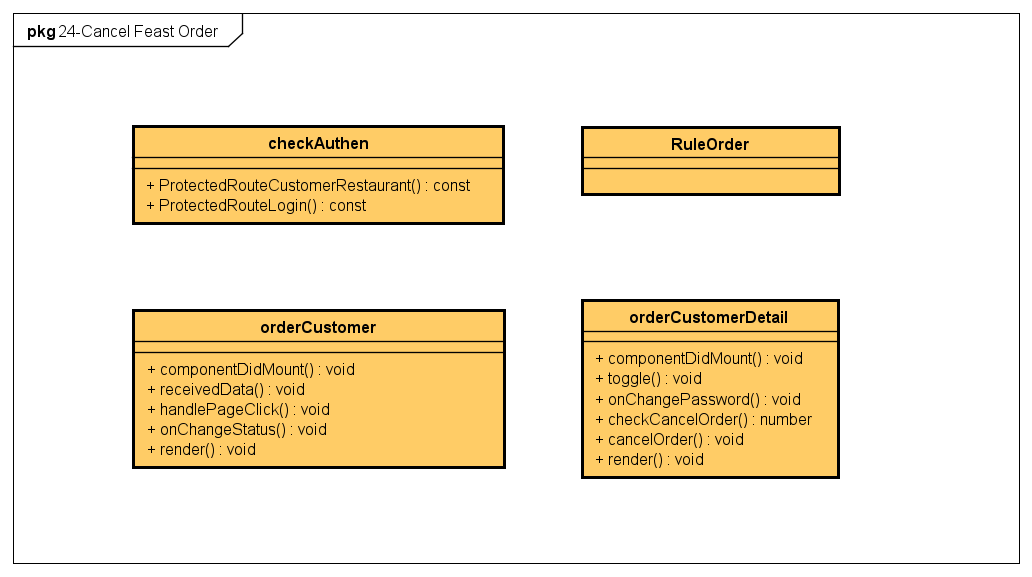 pkg 24-Cancel Feast Order
checkAuthen
+ ProtectedRouteCustomerRestaurant() : const
+ ProtectedRouteLogin() : const
RuleOrder
orderCustomer
+ componentDidMount() : void
+ receivedData() : void
+ handlePageClick() : void
+ onChangeStatus() : void
+ render() : void
orderCustomerDetail
+ componentDidMount() : void
+ toggle() : void
+ onChangePassword() : void
+ checkCancelOrder() : number
+ cancelOrder() : void
+ render() : void